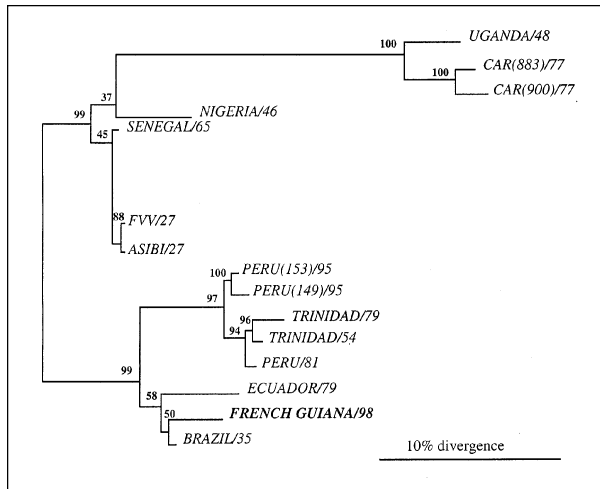 UGANDA/48
100
CAR(883)/77
100
CAR(900)/77
37
NIGERIA/46
99
SENEGAL/65
45
88
FVV/27
ASIBI/27
PERU(153)/95
100
PERU(149)/95
97
TRINIDAD/79
96
94
TRINIDAD/54
PERU/81
99
ECUADOR/79
58
50
FRENCH GUIANA/98
BRAZIL/35
10% divergence